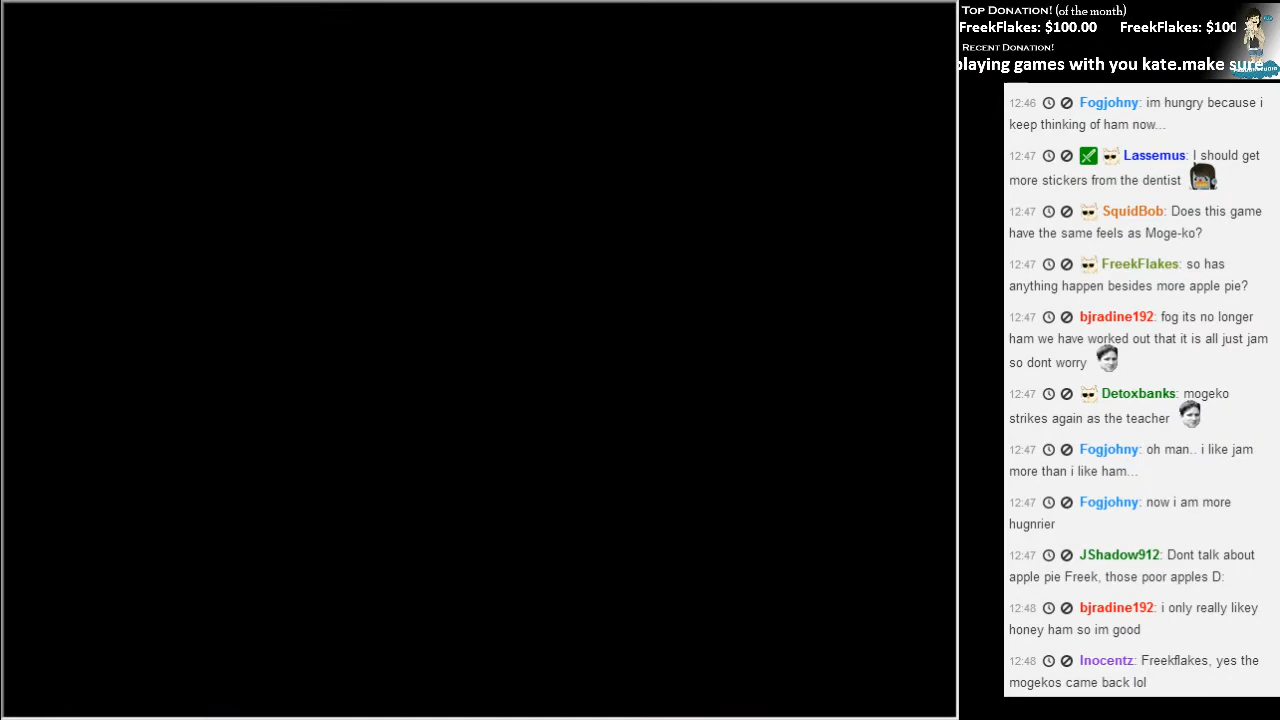 TOP DONATION! (of the month)
FreekFlakes: $100.00 FreekFlakes: $100
RECENT DONATION!
playing games with you kate.make sure
12:46 Fogjohny: im hungry because i
keep thinking of ham now...
12:47 Lassemus: I should get
more stickers from the dentist
12:47 SquidBob: Does this game
have the same feels as Moge-ko?
12:47 FreekFlakes: so has
anything happen besides more apple pie?
12:47 bjradine192: fog its no longer
ham we have worked out that it is all just jam
so dont worry
12:47 Detoxbanks: mogeko
strikes again as the teacher
12:47 Fogjohny: oh man.. i like jam
more than i like ham...
12:47 Fogjohny: now i am more
hugnrier
12:47 JShadow912: Dont talk about
apple pie Freek, those poor apples D:
12:48 bjradine192: i only really likey
honey ham so im good
12:48 Inocentz: Freekflakes, yes the
mogekos came back lol